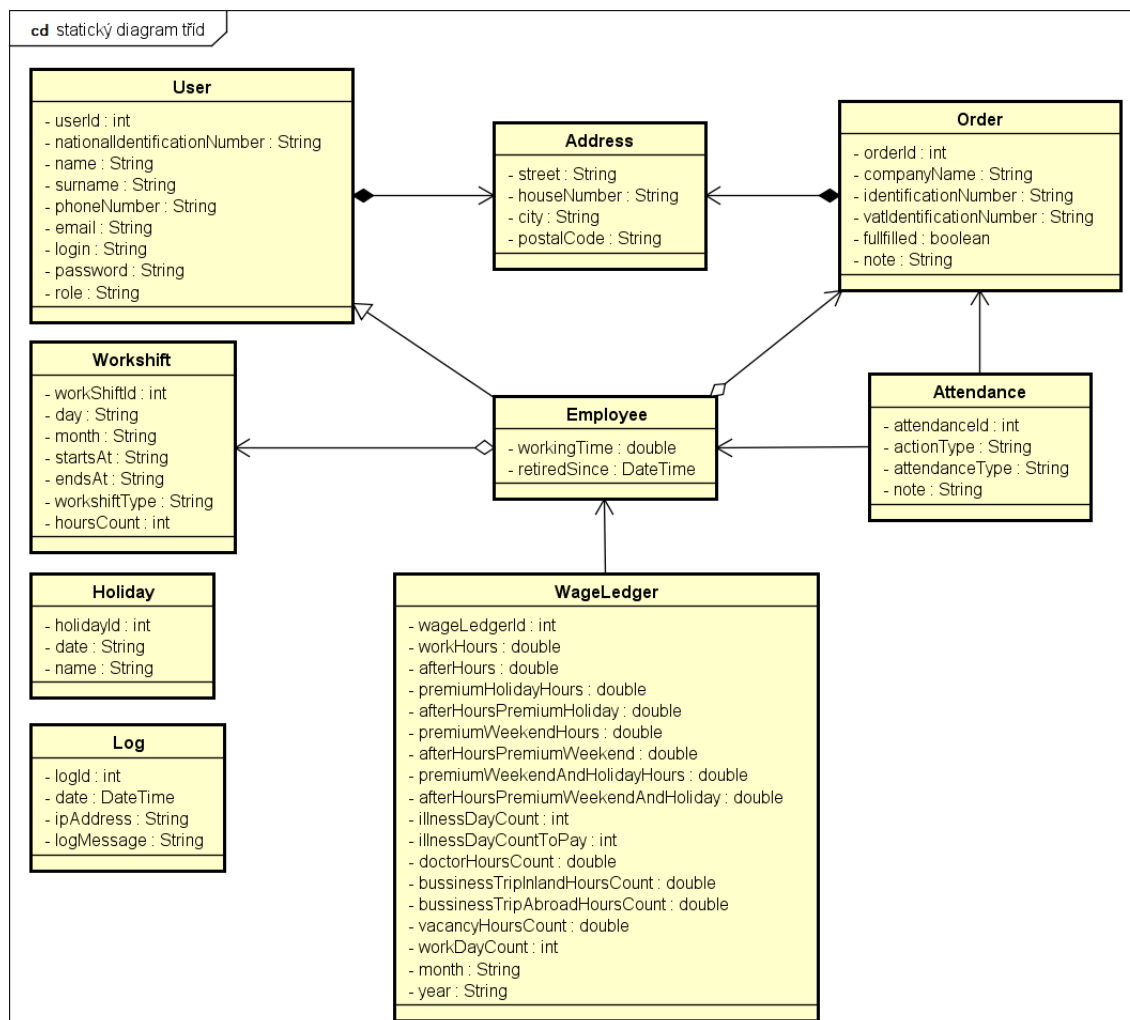 cd statický diagram tříd
User
- userId : int
- nationalIdentificationNumber : String
- name : String
- surname : String
- phoneNumber : String
- email : String
- login : String
- password : String
- role : String
Address
- street : String
- houseNumber : String
- city : String
- postalCode : String
Order
- orderId : int
- companyName : String
- identificationNumber : String
- vatIdentificationNumber : String
- fullfilled : boolean
- note : String
Workshift
- workShiftId : int
- day : String
- month : String
- startsAt : String
- endsAt : String
- workshiftType : String
- hoursCount : int
Employee
- workingTime : double
- retiredSince : DateTime
Attendance
- attendanceId : int
- actionType : String
- attendanceType : String
- note : String
Holiday
- holidayId : int
- date : String
- name : String
Log
- logId : int
- date : DateTime
- ipAddress : String
- logMessage : String
WageLedger
- wageLedgerId : int
- workHours : double
- afterHours : double
- premiumHolidayHours : double
- afterHoursPremiumHoliday : double
- premiumWeekendHours : double
- afterHoursPremiumWeekend : double
- premiumWeekendAndHolidayHours : double
- afterHoursPremiumWeekendAndHoliday : double
- illnessDayCount : int
- illnessDayCountToPay : int
- doctorHoursCount : double
- bussinessTripInlandHoursCount : double
- bussinessTripAbroadHoursCount : double
- vacancyHoursCount : double
- workDayCount : int
- month : String
- year : String